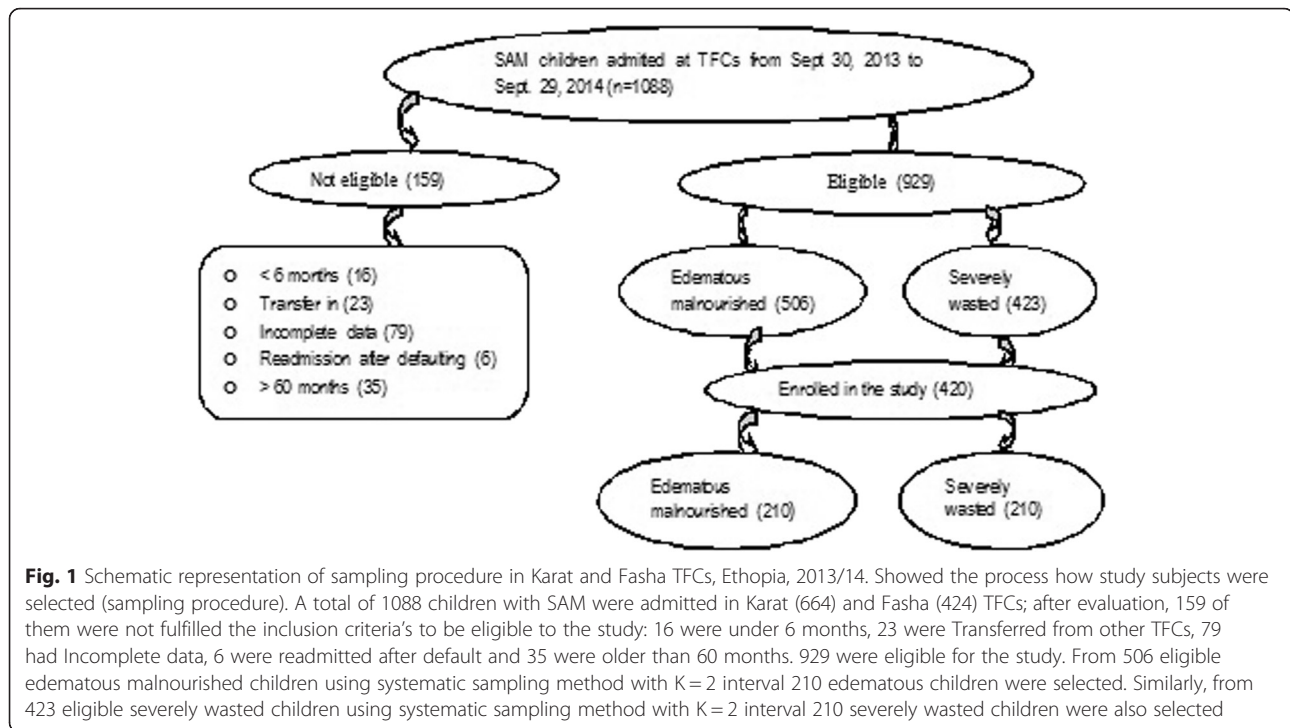 SAM children admited at TFCs from Sept 30, 2013 to
Sept. 29, 2014 (n=1088)
Not eligible (159)
Eligible (929)
o < 6 months (16)
o Transfer in (23)
o Incomplete data (79)
o Readmission after defaulting (6)
o > 60 months (35)
Edematous
malnourished (506)
Severely
wasted (423)
Enrolled in the study (420)
Edematous
malnourished (210)
Severely
wasted (210)
Fig. 1 Schematic representation of sampling procedure in Karat and Fasha TFCs, Ethopia, 2013/14. Showed the process how study subjects were
selected (sampling procedure). A total of 1088 children with SAM were admitted in Karat (664) and Fasha (424) TFCs; after evaluation, 159 of
them were not fulfilled the inclusion criteria's to be eligible to the study: 16 were under 6 months, 23 were Transferred from other TFCs, 79
had Incomplete data, 6 were readmitted after default and 35 were older than 60 months. 929 were eligible for the study. From 506 eligible
edematous malnourished children using systematic sampling method with K = 2 interval 210 edematous children were selected. Similarly, from
423 eligible severely wasted children using systematic sampling method with K = 2 interval 210 severely wasted children were also selected